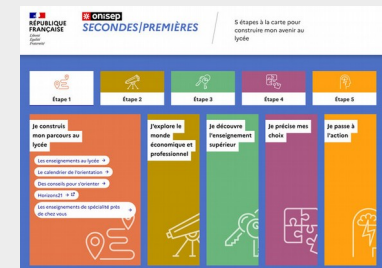 RÉPUBLIQUE
FRANÇAISE
Liberté
Égalité
Fraternité
onisep
SECONDES|PREMIÈRES
5 étapes à la carte pour
construire mon avenir au
lycée
Étape 1
Étape 2
Étape 3
Étape 4
Étape 5
Je construis
mon parcours au
lycée
Les enseignements au lycée
Le calendrier de l'orientation
Des conseils pour s'orienter
Horizons21
Les enseignements de spécialité près
de chez vous
J'explore le
monde
économique et
professionnel
Je découvre
l'enseignement
supérieur
Je précise mes
choix
Je passe à
l'action